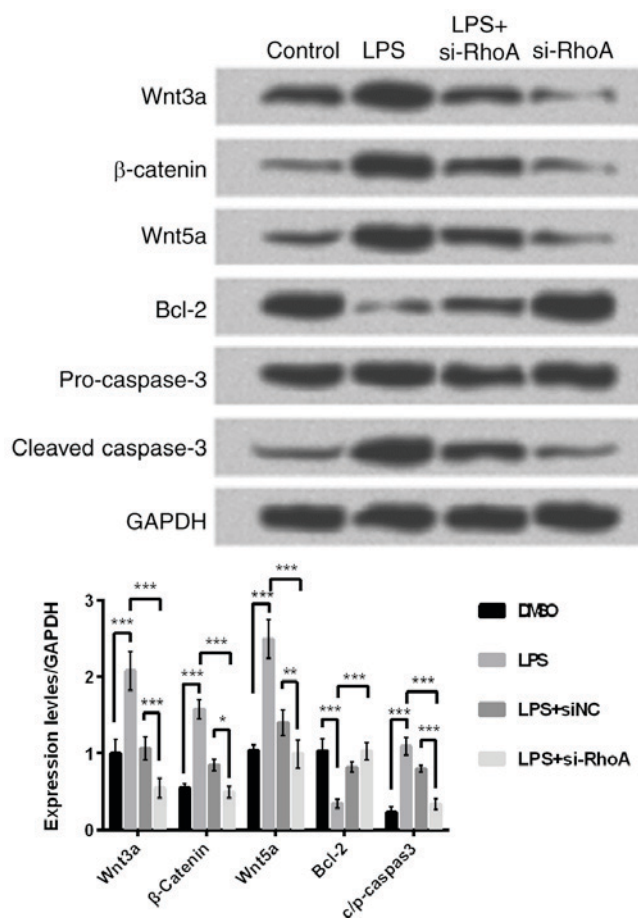 Control LPS LPS+ si-RhoA si-RhoA
Wnt3a
β-catenin
Wnt5a
Bcl-2
Pro-caspase-3
Cleaved caspase-3
GAPDH
Expression levles/GAPDH
3
2
1
0
*** *** ***
*** *** *
*** *** **
*** ***
*** *** ***
Wnt3a
β-Catenin
Wnt5a
Bcl-2
c/p-caspas3
DMSO
LPS
LPS+siNC
LPS+si-RhoA